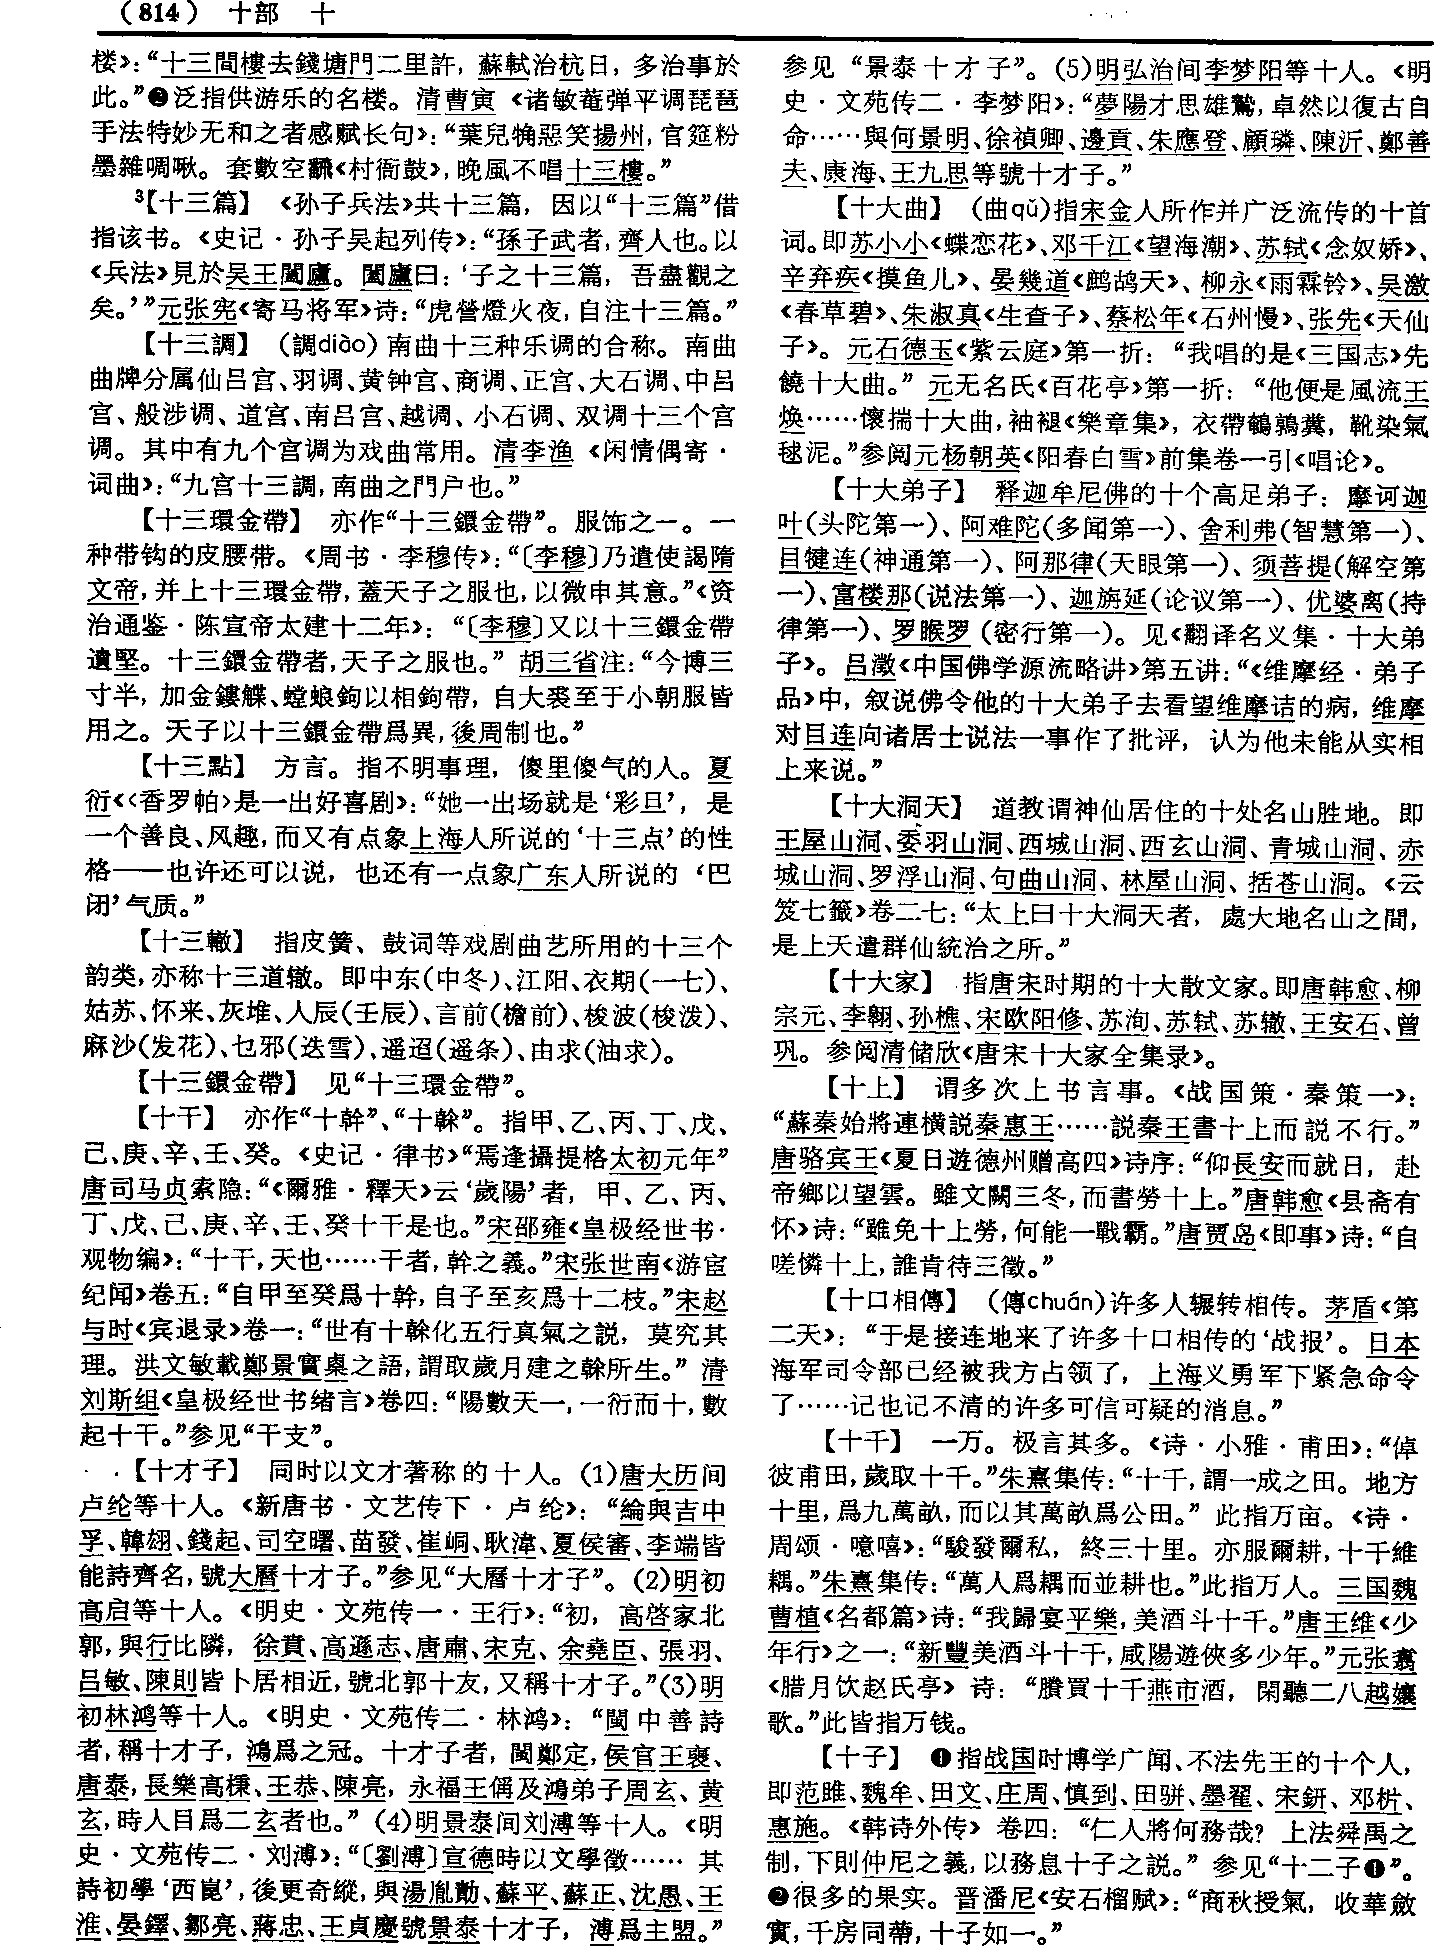 （814） 十部 十
楼》：“十三間樓去錢塘門二里許，蘇軾治杭日，多治事於
此。”❷泛指供游乐的名楼。清曹寅《诸敏菴弹平调琵琶
手法特妙无和之者感赋长句》：“葉兒觕惡笑揚州，官筵粉
墨雜啁啾。套數空翻《村衙鼓》，晚風不唱十三樓。”
³【十三篇】 《孙子兵法》共十三篇，因以“十三篇”借
指该书。《史记·孙子吴起列传》：“孫子武者，齊人也。以
《兵法》見於吴王闔廬。闔廬曰：‘子之十三篇，吾盡觀之
矣。’”元张宪《寄马将军》诗：“虎營燈火夜，自注十三篇。”
【十三調】 （調diào）南曲十三种乐调的合称。南曲
曲牌分属仙吕宫、羽调、黄钟宫、商调、正宫、大石调、中吕
宫、般涉调、道宫、南吕宫、越调、小石调、双调十三个宫
调。其中有九个宫调为戏曲常用。清李渔《闲情偶寄·
词曲》：“九宫十三調，南曲之門户也。”
【十三環金帶】 亦作“十三鐶金帶”。服饰之一。一
种带钩的皮腰带。《周书·李穆传》：“〔李穆〕乃遣使謁隋
文帝，并上十三環金帶，蓋天子之服也，以微申其意。”《资
治通鉴·陈宣帝太建十二年》：“〔李穆〕又以十三鐶金帶
遺堅。十三鐶金帶者，天子之服也。”胡三省注：“今博三
寸半，加金鏤䚢、螳蜋鉤以相鉤帶，自大裘至于小朝服皆
用之。天子以十三鐶金帶爲異，後周制也。”
【十三點】 方言。指不明事理，傻里傻气的人。夏
衍《〈香罗帕〉是一出好喜剧》：“她一出场就是‘彩旦’，是
一个善良、风趣，而又有点象上海人所说的‘十三点’的性
格——也许还可以说，也还有一点象广东人所说的‘巴
闭’气质。”
【十三轍】 指皮簧、鼓词等戏剧曲艺所用的十三个
韵类，亦称十三道辙。即中东（中冬）、江阳、衣期（一七）、
姑苏、怀来、灰堆、人辰（壬辰）、言前（檐前）、梭波（梭泼）、
麻沙（发花）、乜邪（迭雪）、遥迢（遥条）、由求（油求）。
【十三鐶金帶】 见“十三環金帶”。
【十干】 亦作“十幹”、“十榦”。指甲、乙、丙、丁、戊、
己、庚、辛、壬、癸。《史记·律书》“焉逢攝提格太初元年”
唐司马贞索隐：“《爾雅·釋天》云‘歲陽’者，甲、乙、丙、
丁、戊、己、庚、辛、壬、癸十干是也。”宋邵雍《皇极经世书·
观物编》：“十干，天也……干者，幹之義。”宋张世南《游宦
纪闻》卷五：“自甲至癸爲十幹，自子至亥爲十二枝。”宋赵
与时《宾退录》卷一：“世有十榦化五行真氣之説，莫究其
理。洪文敏載鄭景實㮚之語，謂取歲月建之榦所生。”清
刘斯组《皇极经世书绪言》卷四：“陽數天一，一衍而十，數
起十干。”参见“干支”。
【十才子】 同时以文才著称的十人。（1）唐大历间
卢纶等十人。《新唐书·文艺传下·卢纶》：“綸與吉中
孚、韓翃、錢起、司空曙、苗發、崔峒、耿湋、夏侯審、李端皆
能詩齊名，號大曆十才子。”参见“大曆十才子”。（2）明初
高启等十人。《明史·文苑传一·王行》：“初，高啓家北
郭，與行比隣，徐賁、高遜志、唐肅、宋克、余堯臣、張羽、
吕敏、陳則皆卜居相近，號北郭十友，又稱十才子。”（3）明
初林鸿等十人。《明史·文苑传二·林鸿》：“閩中善詩
者，稱十才子，鴻爲之冠。十才子者，閩鄭定，侯官王褒、
唐泰，長樂高棅、王恭、陳亮，永福王偁及鴻弟子周玄、黄
玄，時人目爲二玄者也。”（4）明景泰间刘溥等十人。《明
史·文苑传二·刘溥》：“〔劉溥〕宣德時以文學徵…… 其
詩初學‘西崑’，後更奇縱，與湯胤勣、蘇平、蘇正、沈愚、王
淮、晏鐸、鄒亮、蔣忠、王貞慶號景泰十才子，溥爲主盟。”
参见“景泰十才子”。（5）明弘治间李梦阳等十人。《明
史·文苑传二·李梦阳》：“夢陽才思雄鷙，卓然以復古自
命……與何景明、徐禎卿、邊貢、朱應登、顧璘、陳沂、鄭善
夫、康海、王九思等號十才子。”
【十大曲】 （曲qǔ）指宋金人所作并广泛流传的十首
词。即苏小小《蝶恋花》、邓千江《望海潮》、苏轼《念奴娇》、
辛弃疾《摸鱼儿》、晏幾道《鹧鸪天》、柳永《雨霖铃》、吴激
《春草碧》、朱淑真《生查子》、蔡松年《石州慢》、张先《天仙
子》。元石德玉《紫云庭》第一折：“我唱的是《三国志》先
饒十大曲。”元无名氏《百花亭》第一折：“他便是風流王
焕……懷揣十大曲，袖褪《樂章集》，衣帶鵪鶉糞，靴染氣
毬泥。”参阅元杨朝英《阳春白雪》前集卷一引《唱论》。
【十大弟子】 释迦牟尼佛的十个高足弟子：摩诃迦
叶（头陀第一）、阿难陀（多闻第一）、舍利弗（智慧第一）、
目犍连（神通第一）、阿那律（天眼第一）、须菩提（解空第
一）、富楼那（说法第一）、迦旃延（论议第一）、优婆离（持
律第一）、罗睺罗（密行第一）。见《翻译名义集·十大弟
子》。吕澂《中国佛学源流略讲》第五讲：“《维摩经·弟子
品》中，叙说佛令他的十大弟子去看望维摩诘的病，维摩
对目连向诸居士说法一事作了批评，认为他未能从实相
上来说。”
【十大洞天】 道教谓神仙居住的十处名山胜地。即
王屋山洞、委羽山洞、西城山洞、西玄山洞、青城山洞、赤
城山洞、罗浮山洞、句曲山洞、林屋山洞、括苍山洞。《云
笈七籤》卷二七：“太上曰十大洞天者，處大地名山之間，
是上天遣群仙統治之所。”
【十大家】 指唐宋时期的十大散文家。即唐韩愈、柳
宗元、李翱、孙樵、宋欧阳修、苏洵、苏轼、苏辙、王安石、曾
巩。参阅清储欣《唐宋十大家全集录》。
【十上】 谓多次上书言事。《战国策·秦策一》：
“蘇秦始將連横説秦惠王……説秦王書十上而説不行。”
唐骆宾王《夏日遊德州赠高四》诗序：“仰長安而就日，赴
帝鄉以望雲。雖文闕三冬，而書勞十上。”唐韩愈《县斋有
怀》诗：“雖免十上勞，何能一戰霸。”唐贾岛《即事》诗：“自
嗟憐十上，誰肯待三徵。”
【十口相傳】 （傳chuán）许多人辗转相传。茅盾《第
二天》：“于是接连地来了许多十口相传的‘战报’。日本
海军司令部已经被我方占领了，上海义勇军下紧急命令
了……记也记不清的许多可信可疑的消息。”
【十千】 一万。极言其多。《诗·小雅·甫田》：“倬
彼甫田，歲取十千。”朱熹集传：“十千，謂一成之田。地方
十里，爲九萬畝，而以其萬畝爲公田。”此指万亩。《诗·
周颂·噫嘻》：“駿發爾私，終三十里。亦服爾耕，十千維
耦。”朱熹集传：“萬人爲耦而並耕也。”此指万人。三国魏
曹植《名都篇》诗：“我歸宴平樂，美酒斗十千。”唐王维《少
年行》之一：“新豐美酒斗十千，咸陽遊俠多少年。”元张翥
《腊月饮赵氏亭》诗：“賸買十千燕市酒，閑聽二八越孃
歌。”此皆指万钱。
【十子】 ❶指战国时博学广闻、不法先王的十个人，
即范雎、魏牟、田文、庄周、慎到、田骈、墨翟、宋鈃、邓析、
惠施。《韩诗外传》卷四：“仁人將何務哉？上法舜禹之
制，下則仲尼之義，以務息十子之説。”参见“十二子❶”。
❷很多的果实。晋潘尼《安石榴赋》：“商秋授氣，收華斂
實，千房同蔕，十子如一。”